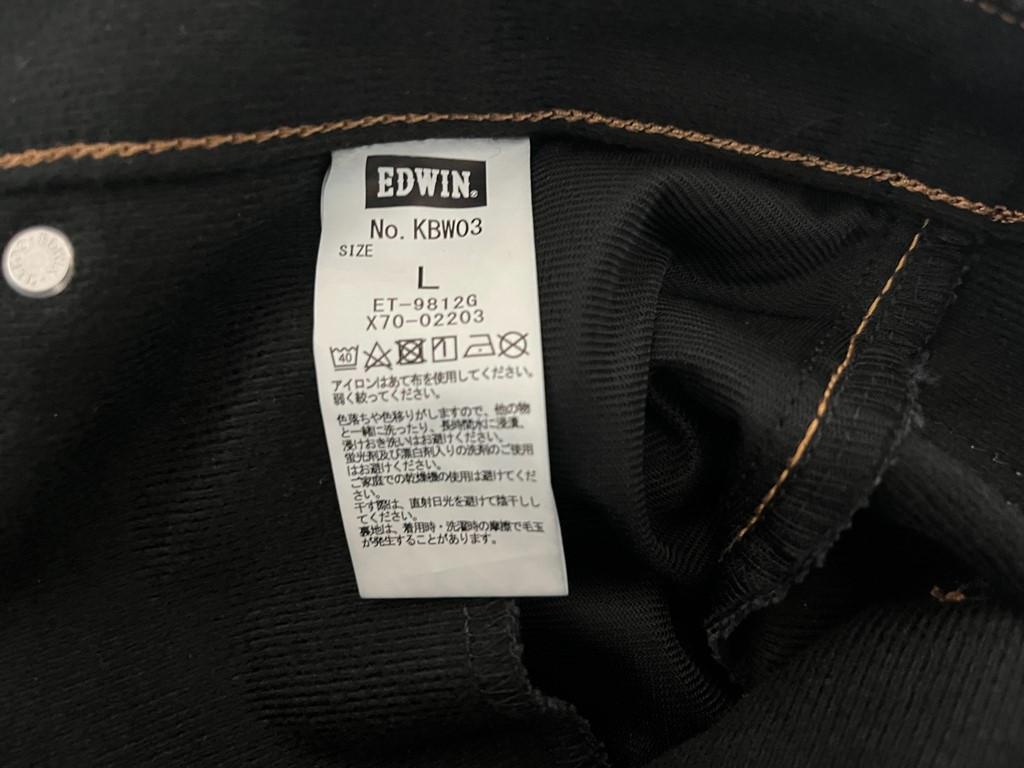 EDWIN®
No. KBW03
SIZE
L
ET-9812G
X70-02203
40
アイロンはあて布を使用してください。
弱く絞ってください。
色落ちや色移りがしますので、他の物
と一緒に洗ったり、長時間水に浸漬、
浸けおき洗いはお避けください。
蛍光剤及び漂白剤入りの洗剤のご使用
はお避けください。
ご家庭での乾燥機の使用は避けてくだ
さい。
干す際は、直射日光を避けて陰干しし
てください。
裏地は、着用時・洗濯時の摩擦で毛玉
が発生することがあります。